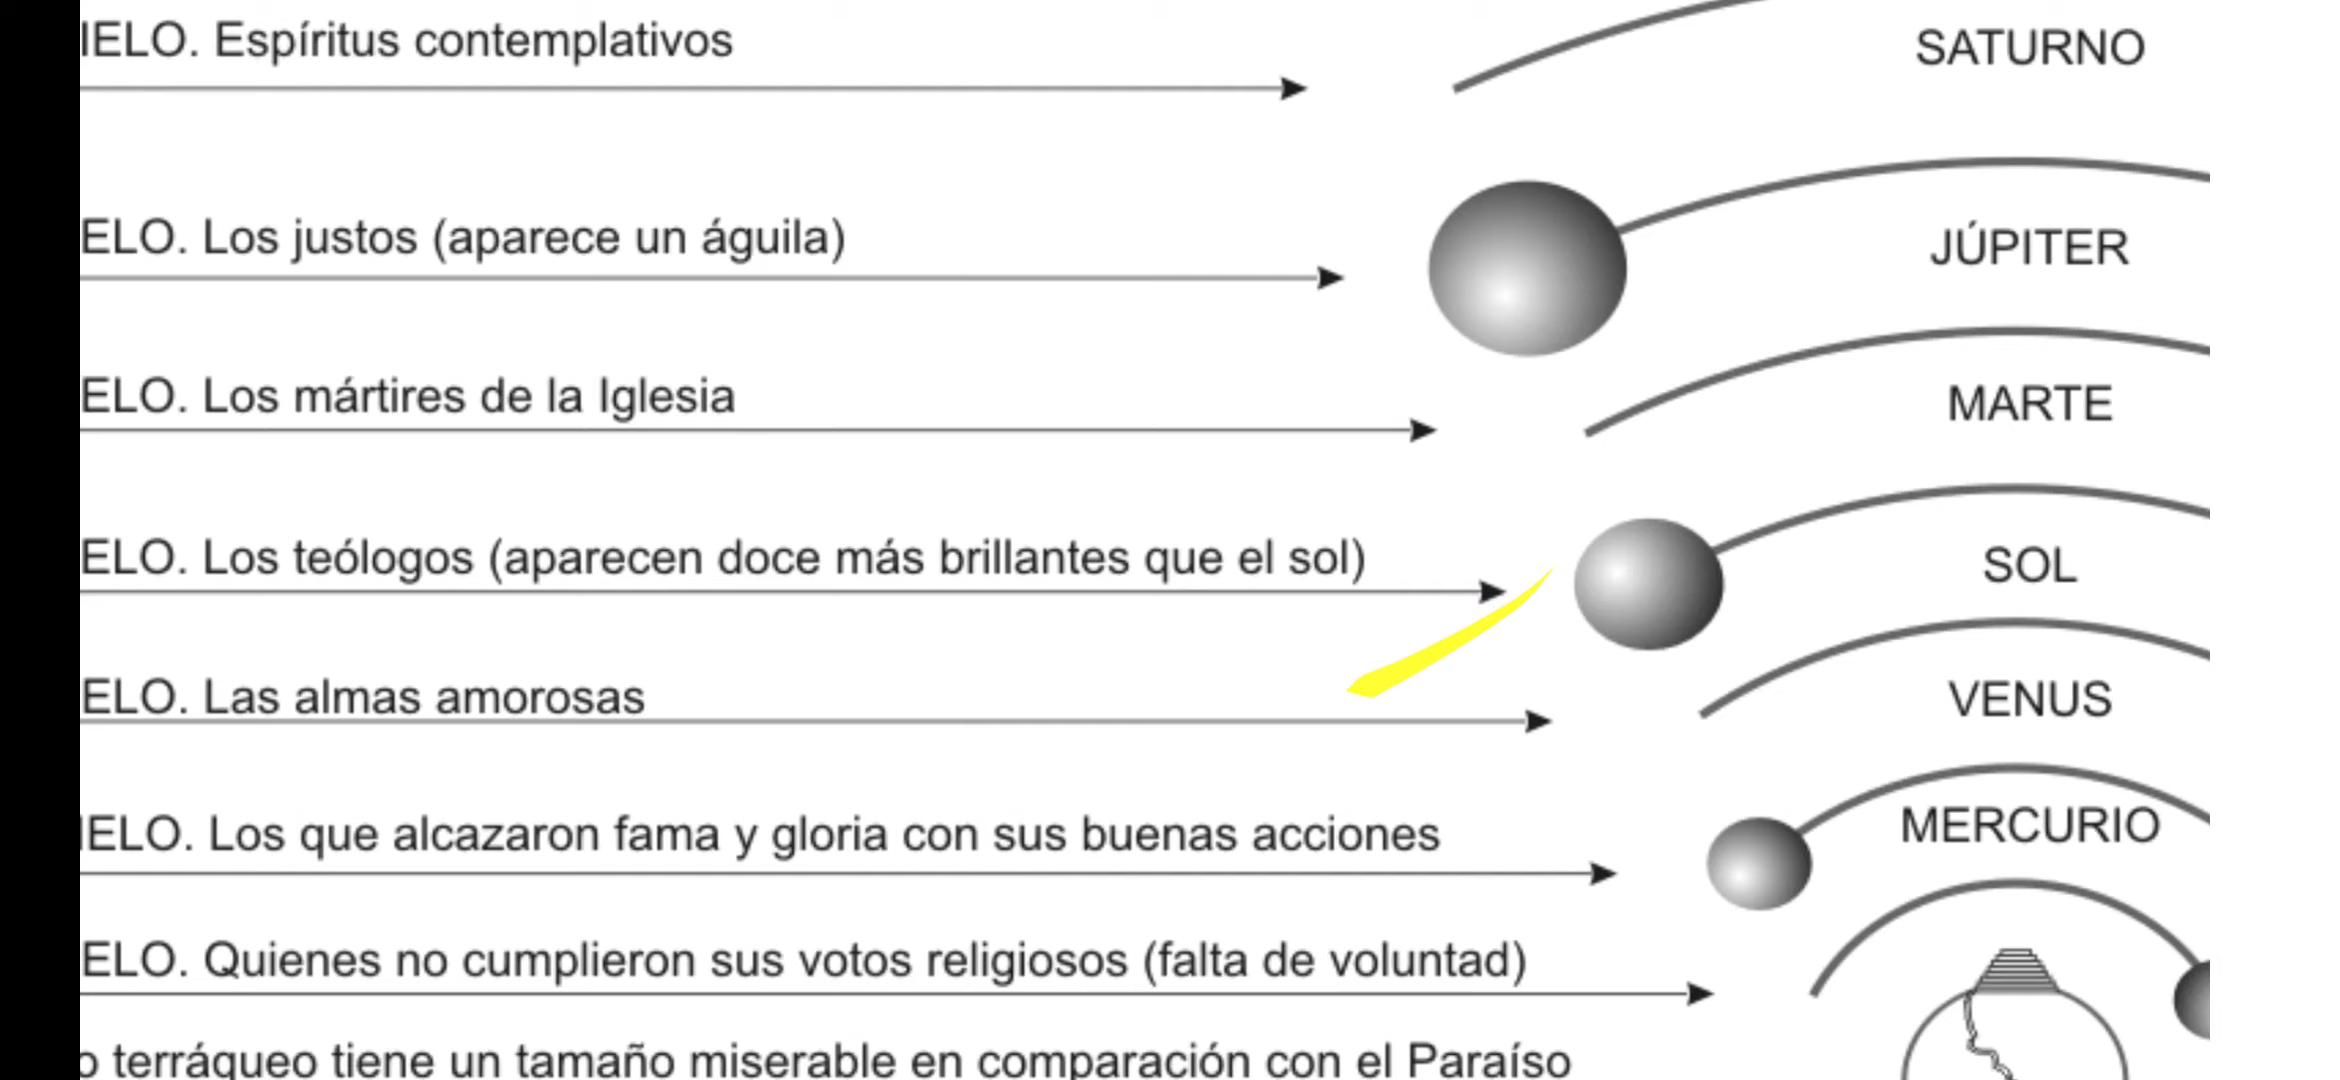 IELO. Espíritus contemplativos
SATURNO
ELO. Los justos (aparece un águila)
JÚPITER
ELO. Los mártires de la Iglesia
MARTE
ELO. Los teólogos (aparecen doce más brillantes que el sol)
SOL
ELO. Las almas amorosas
VENUS
IELO. Los que alcazaron fama y gloria con sus buenas acciones
MERCURIO
ELO. Quienes no cumplieron sus votos religiosos (falta de voluntad)
o terráqueo tiene un tamaño miserable en comparación con el Paraíso